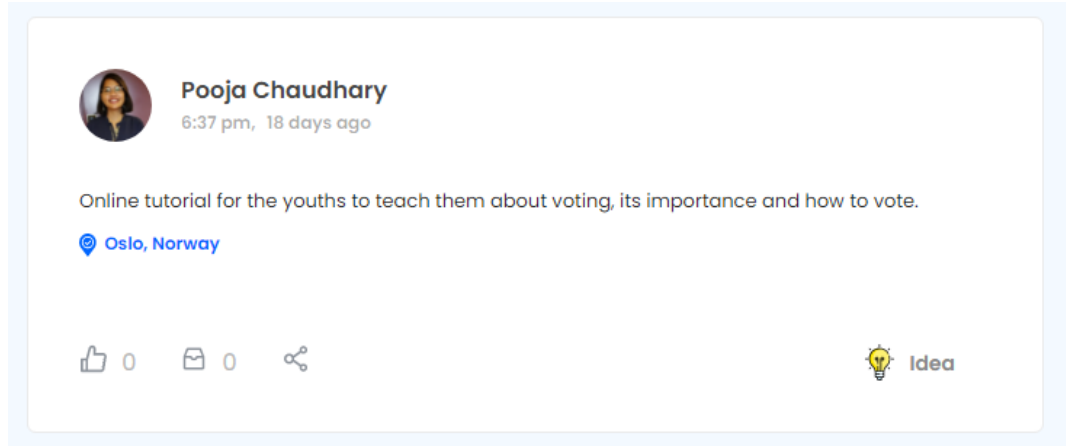 Pooja Chaudhary
6:37 pm, 18 days ago
Online tutorial for the youths to teach them about voting, its importance and how to vote.
Oslo, Norway
0 0 Idea